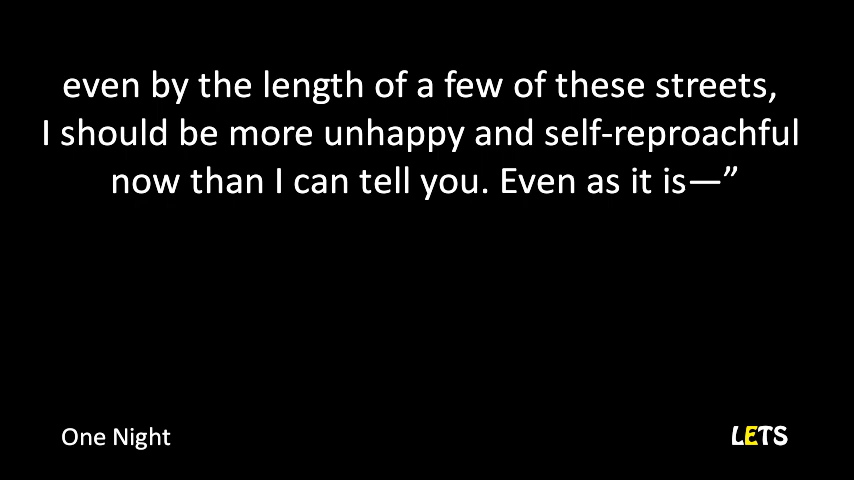 even by the length of a few of these streets,
I should be more unhappy and self-reproachful
now than I can tell you. Even as it is—”
One Night
LETS